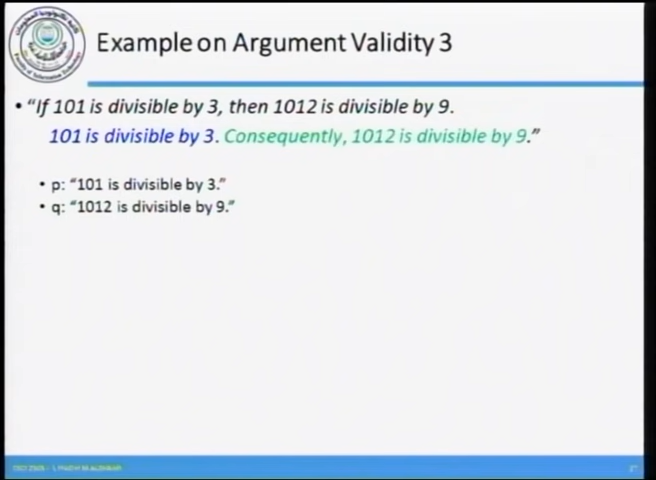 Example on Argument Validity 3
• “If 101 is divisible by 3, then 1012 is divisible by 9.
101 is divisible by 3. Consequently, 1012 is divisible by 9.”
• p: “101 is divisible by 3.”
• q: “1012 is divisible by 9.”